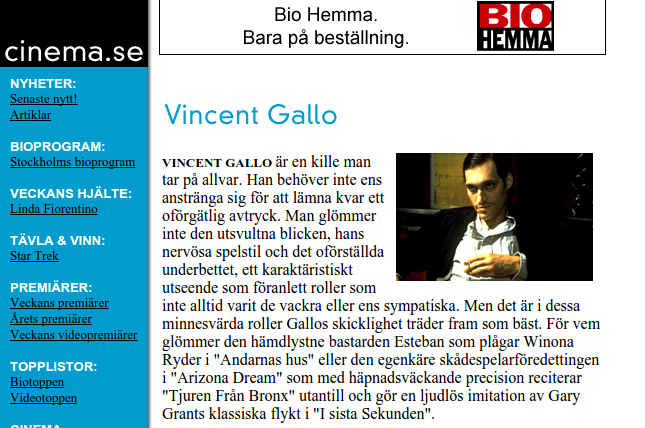 Bio Hemma.
Bara på beställning.
BIO
HEMMA
cinema.se
NYHETER:
Senaste nytt!
Artiklar
BIOPROGRAM:
Stockholms bioprogram
VECKANS HJÄLTE:
Linda Fiorentino
TÄVLA & VINN:
Star Trek
PREMIÄRER:
Veckans premiärer
Årets premiärer
Veckans videopremiärer
TOPPLISTOR:
Biotoppen
Videotoppen
CINEMA
Vincent Gallo
VINCENT GALLO är en kille man
tar på allvar. Han behöver inte ens
anstränga sig för att lämna kvar ett
oförgätlig avtryck. Man glömmer
inte den utsvultna blicken, hans
nervösa spelstil och det oförställda
underbettet, ett karaktäristiskt
utseende som föranlett roller som
inte alltid varit de vackra eller ens sympatiska. Men det är i dessa
minnesvärda roller Gallos skicklighet träder fram som bäst. För vem
glömmer den hämdlystne bastarden Esteban som plågar Winona
Ryder i "Andarnas hus" eller den egenkäre skådespelarföredettingen
i "Arizona Dream" som med häpnadsväckande precision reciterar
"Tjuren Från Bronx" utantill och gör en ljudlös imitation av Gary
Grants klassiska flykt i "I sista Sekunden".